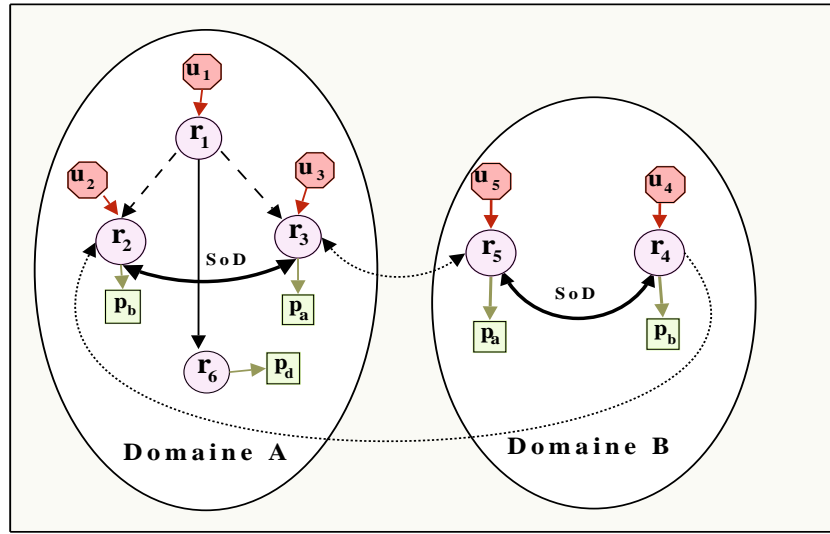 u1
r1
u2
u3
r2
r3
SoD
pb
pa
r6
pd
Domaine A
u5
u4
r5
r4
SoD
pa
pb
Domaine B